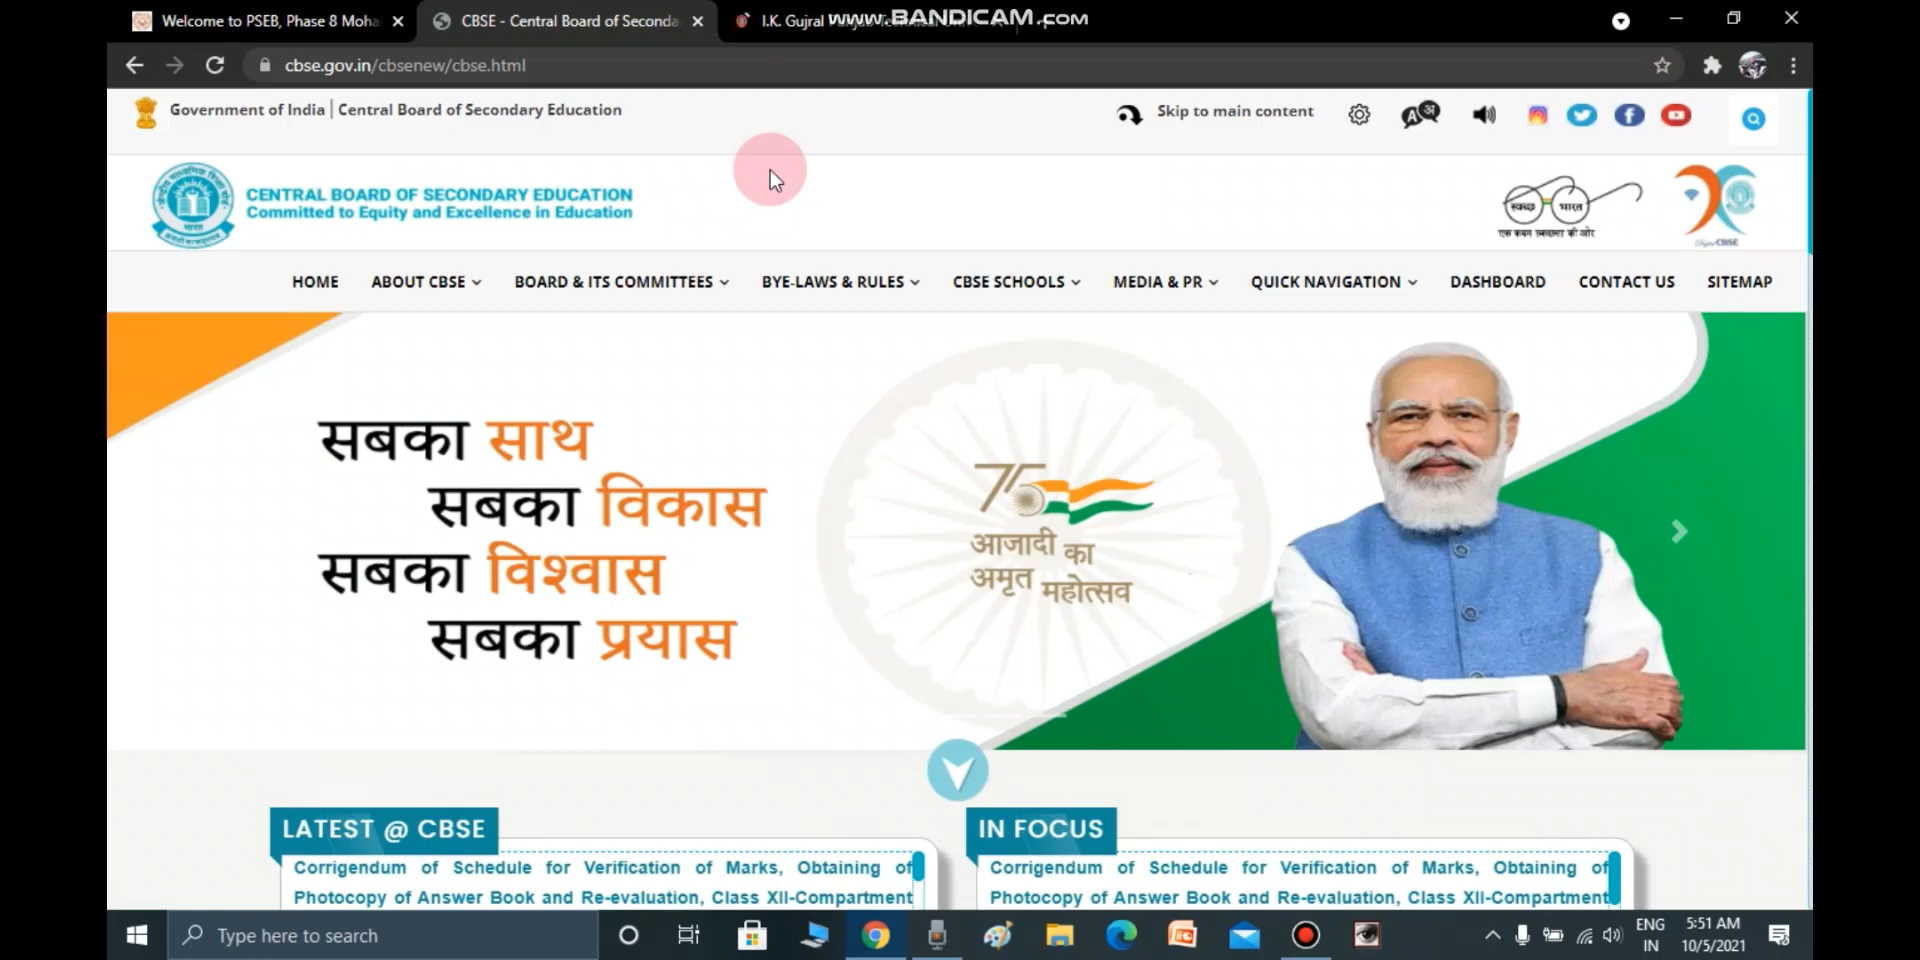 Welcome to PSEB, Phase 8 Moha
CBSE - Central Board of Seconda
I.K. Gujral
www.BANDICAM.com
cbse.gov.in/cbsenew/cbse.html
Government of India | Central Board of Secondary Education
Skip to main content
CENTRAL BOARD OF SECONDARY EDUCATION
Committed to Equity and Excellence in Education
स्वच्छ भारत
एक कदम स्वच्छता की ओर
Digital CBSE
HOME ABOUT CBSE BOARD & ITS COMMITTEES BYE-LAWS & RULES CBSE SCHOOLS MEDIA & PR QUICK NAVIGATION DASHBOARD CONTACT US SITEMAP
सबका साथ
सबका विकास
सबका विश्वास
सबका प्रयास
75
आजादी का
अमृत महोत्सव
LATEST @ CBSE
Corrigendum of Schedule for Verification of Marks, Obtaining of
Photocopy of Answer Book and Re-evaluation, Class XII-Compartment
IN FOCUS
Corrigendum of Schedule for Verification of Marks, Obtaining of
Photocopy of Answer Book and Re-evaluation, Class XII-Compartment
Type here to search
ENG
IN
5:51 AM
10/5/2021